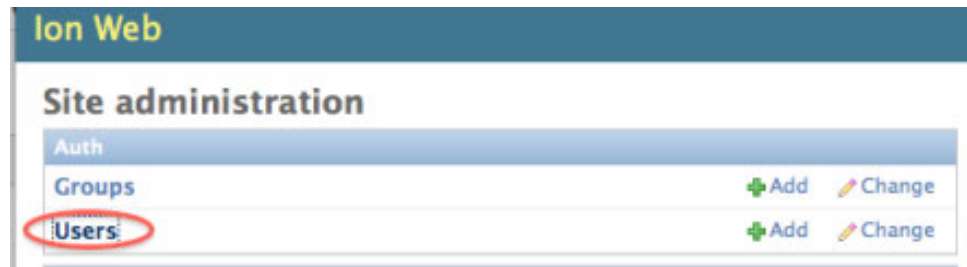 Ion Web
Site administration
Auth
Groups Add Change
Users Add Change